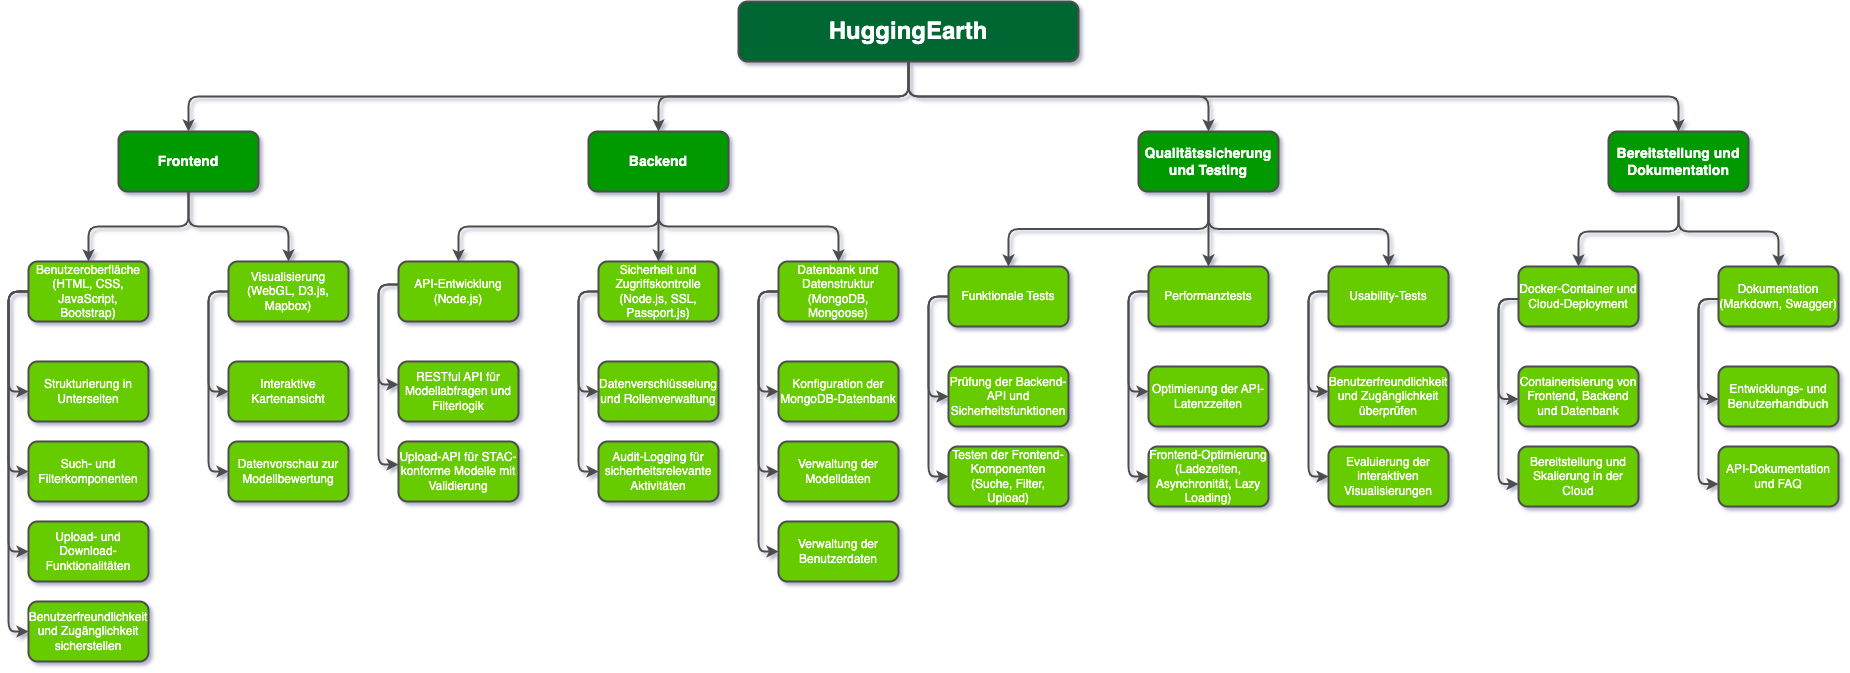 HuggingEarth
Frontend
Backend
Qualitätssicherung
und Testing
Bereitstellung und
Dokumentation
Benutzeroberfläche
(HTML, CSS,
JavaScript,
Bootstrap)
Strukturierung in
Unterseiten
Such- und
Filterkomponenten
Upload- und
Download-
Funktionalitäten
Benutzerfreundlichkeit
und Zugänglichkeit
sicherstellen
Visualisierung
(WebGL, D3.js,
Mapbox)
Interaktive
Kartenansicht
Datenvorschau zur
Modellbewertung
API-Entwicklung
(Node.js)
RESTful API für
Modellabfragen und
Filterlogik
Upload-API für STAC-
konforme Modelle mit
Validierung
Sicherheit und
Zugriffskontrolle
(Node.js, SSL,
Passport.js)
Datenverschlüsselung
und Rollenverwaltung
Audit-Logging für
sicherheitsrelevante
Aktivitäten
Datenbank und
Datenstruktur
(MongoDB,
Mongoose)
Konfiguration der
MongoDB-Datenbank
Verwaltung der
Modelldaten
Verwaltung der
Benutzerdaten
Funktionale Tests
Prüfung der Backend-
API und
Sicherheitsfunktionen
Testen der Frontend-
Komponenten
(Suche, Filter,
Upload)
Performanztests
Optimierung der API-
Latenzzeiten
Frontend-Optimierung
(Ladezeiten,
Asynchronität, Lazy
Loading)
Usability-Tests
Benutzerfreundlichkeit
und Zugänglichkeit
überprüfen
Evaluierung der
interaktiven
Visualisierungen
Docker-Container und
Cloud-Deployment
Containerisierung von
Frontend, Backend
und Datenbank
Bereitstellung und
Skalierung in der
Cloud
Dokumentation
(Markdown, Swagger)
Entwicklungs- und
Benutzerhandbuch
API-Dokumentation
und FAQ